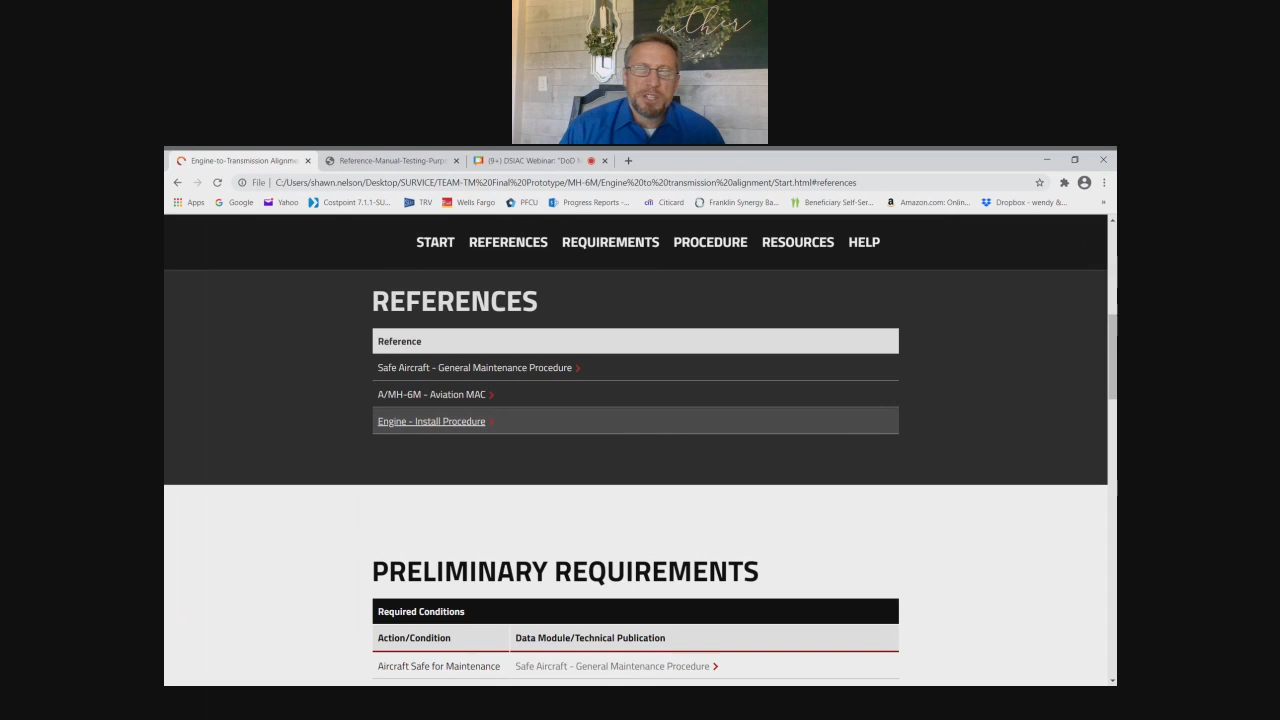 gather
Engine-to-Transmission Alignme
Reference-Manual-Testing-Purp
(9+) DSIAC Webinar: "DoD
File | C:/Users/shawn.nelson/Desktop/SURVICE/TEAM-TM%20Final%20Prototype/MH-6M/Engine%20to%20transmission%20alignment/Start.html#references
Apps Google Yahoo Costpoint 7.1.1-SU... TRV Wells Fargo PFCU Progress Reports -... Citicard Franklin Synergy Ba... Beneficiary Self-Ser... Amazon.com: Onlin... Dropbox - wendy &... »
START REFERENCES REQUIREMENTS PROCEDURE RESOURCES HELP
REFERENCES
Reference
Safe Aircraft - General Maintenance Procedure
A/MH-6M - Aviation MAC
Engine - Install Procedure
PRELIMINARY REQUIREMENTS
Required Conditions
Action/Condition Data Module/Technical Publication
Aircraft Safe for Maintenance Safe Aircraft - General Maintenance Procedure